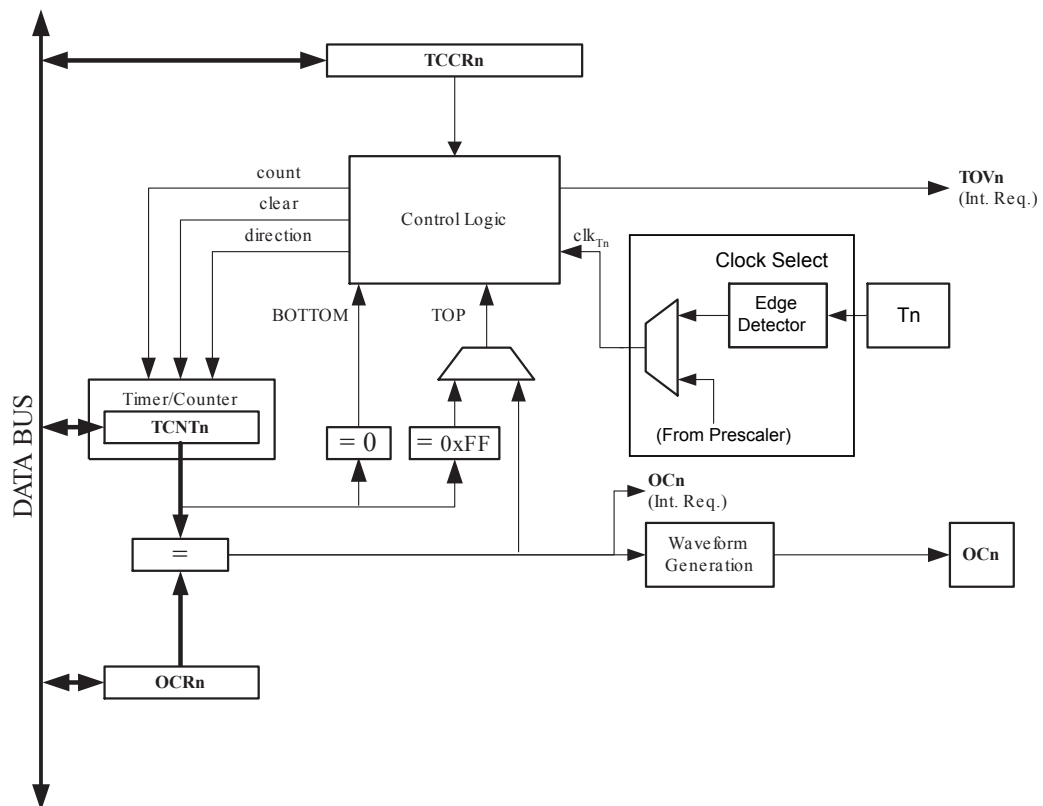 TCCRn
count
clear
direction
Control Logic
TOVn
(Int. Req.)
clkTn
Clock Select
Edge
Detector
Tn
BOTTOM
TOP
Timer/Counter
TCNTn
= 0
= 0xFF
(From Prescaler)
DATA BUS
OCn
(Int. Req.)
=
Waveform
Generation
OCn
OCRn